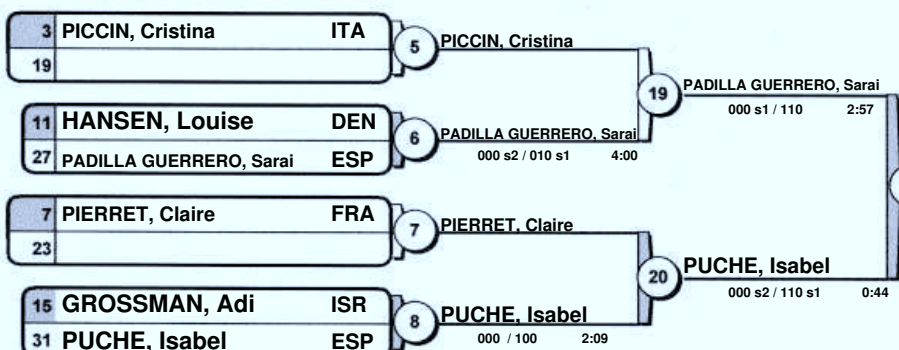 3 PICCIN, Cristina ITA
19
5 PICCIN, Cristina
11 HANSEN, Louise DEN
27 PADILLA GUERRERO, Sarai ESP
6 PADILLA GUERRERO, Sarai
000 s2 / 010 s1 4:00
19 PADILLA GUERRERO, Sarai
000 s1 / 110 2:57
7 PIERRET, Claire FRA
23
7 PIERRET, Claire
15 GROSSMAN, Adi ISR
31 PUCHE, Isabel ESP
8 PUCHE, Isabel
000 / 100 2:09
20 PUCHE, Isabel
000 s2 / 110 s1 0:44